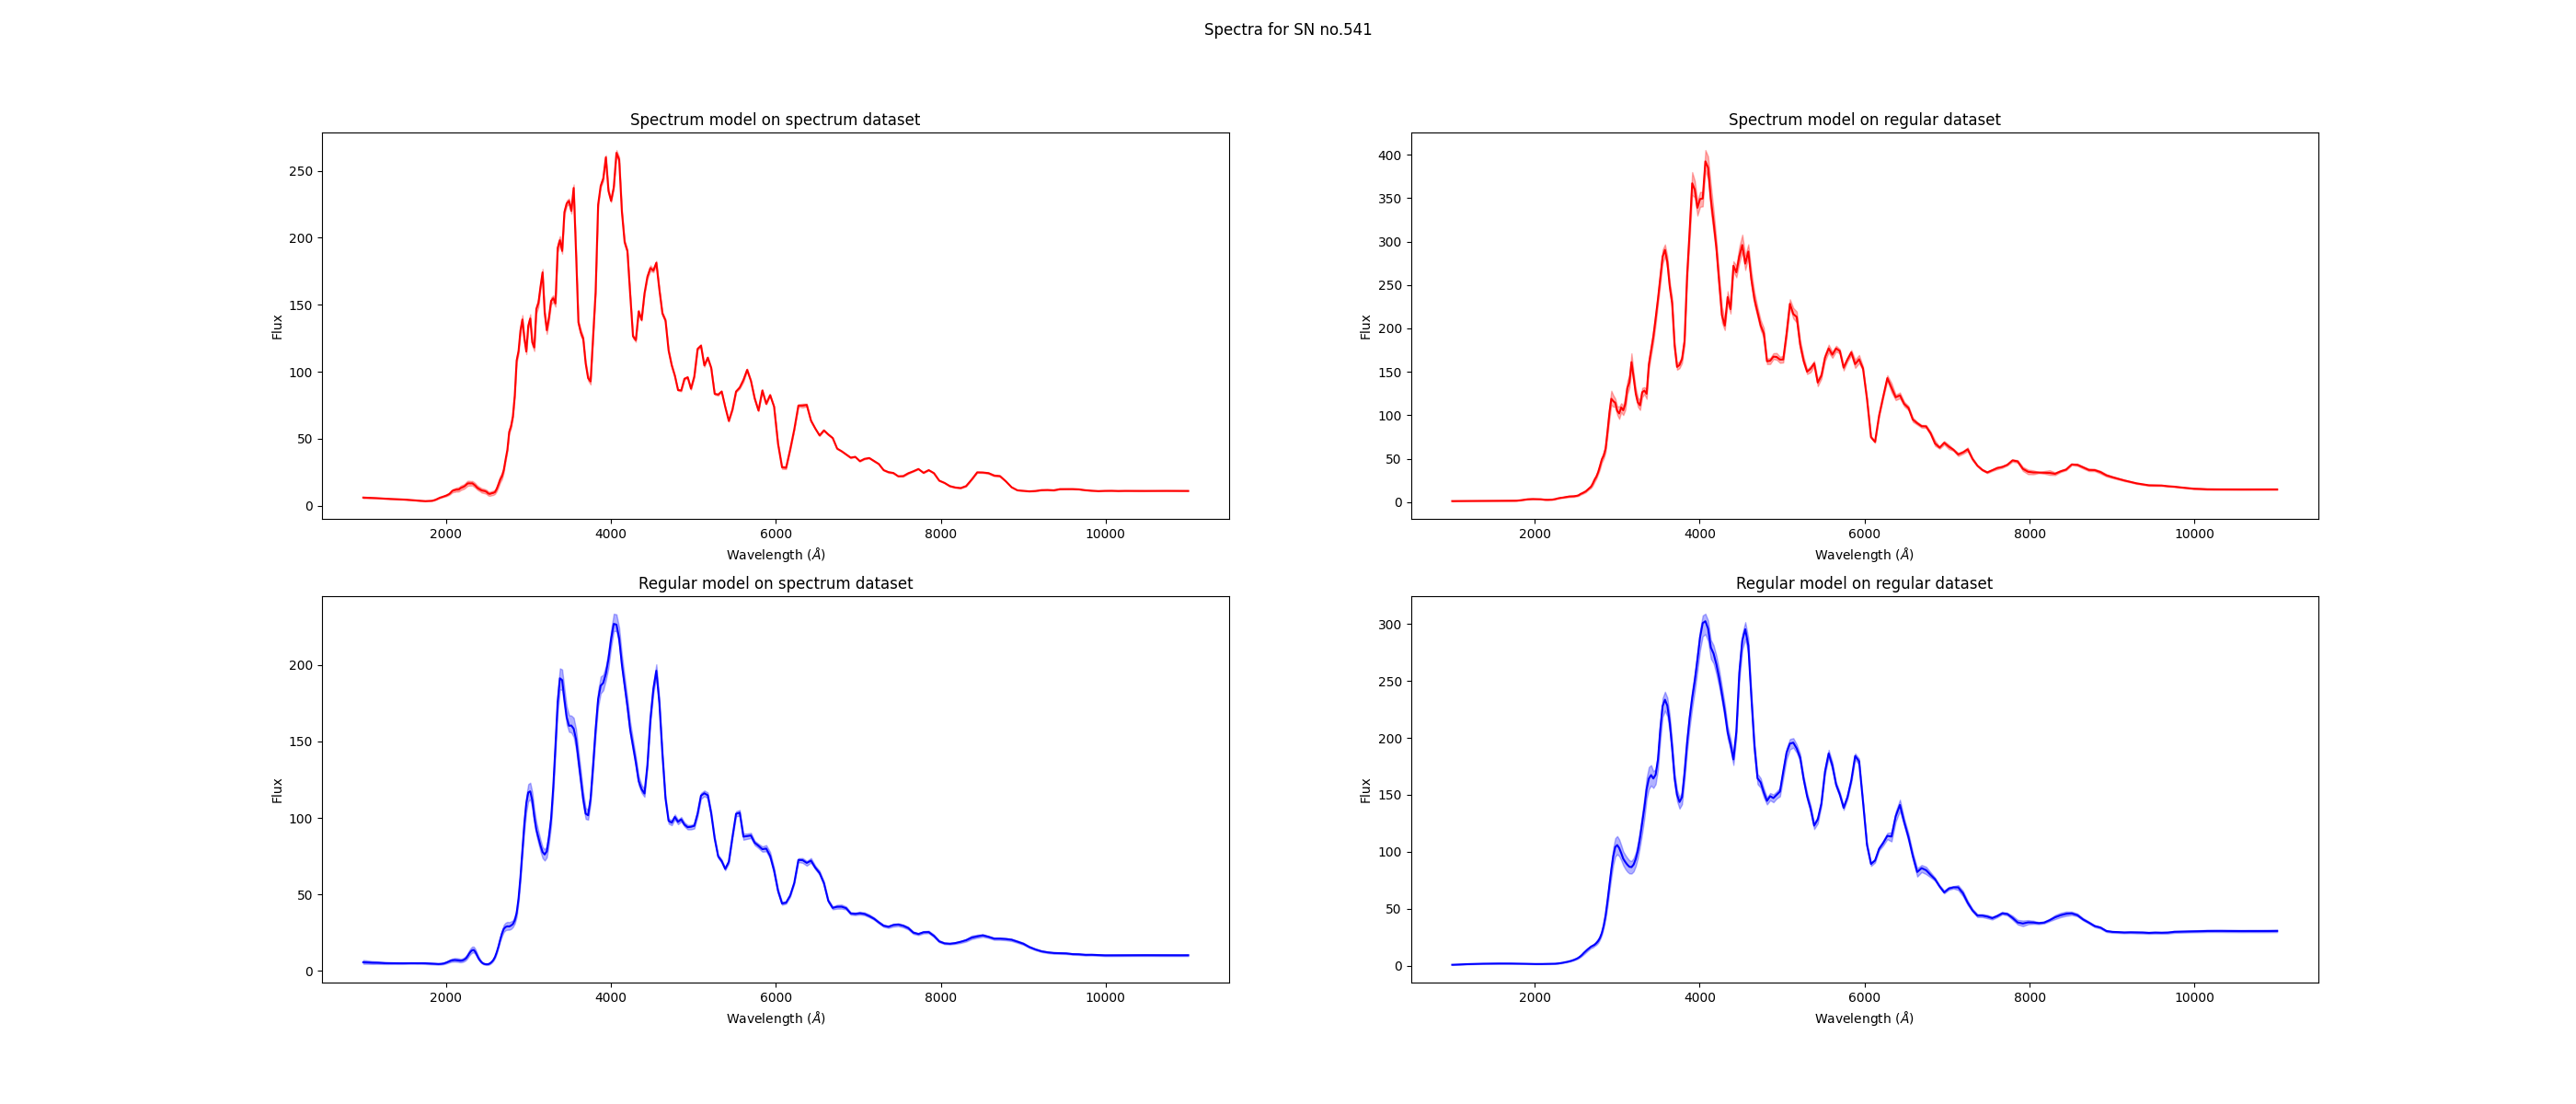 Spectra for SN no.541
Spectrum model on spectrum dataset
250
200
150
100
50
0
Flux
2000 4000 6000 8000 10000
Wavelength (Å)
Spectrum model on regular dataset
400
350
300
250
200
150
100
50
0
Flux
2000 4000 6000 8000 10000
Wavelength (Å)
Regular model on spectrum dataset
200
150
100
50
0
Flux
2000 4000 6000 8000 10000
Wavelength (Å)
Regular model on regular dataset
300
250
200
150
100
50
0
Flux
2000 4000 6000 8000 10000
Wavelength (Å)